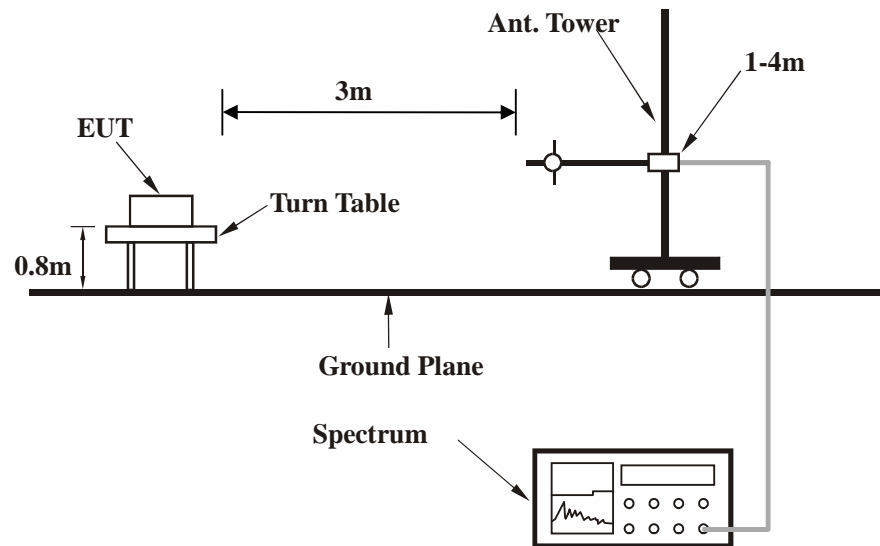 Ant. Tower
1-4m
3m
EUT
Turn Table
0.8m
Ground Plane
Spectrum